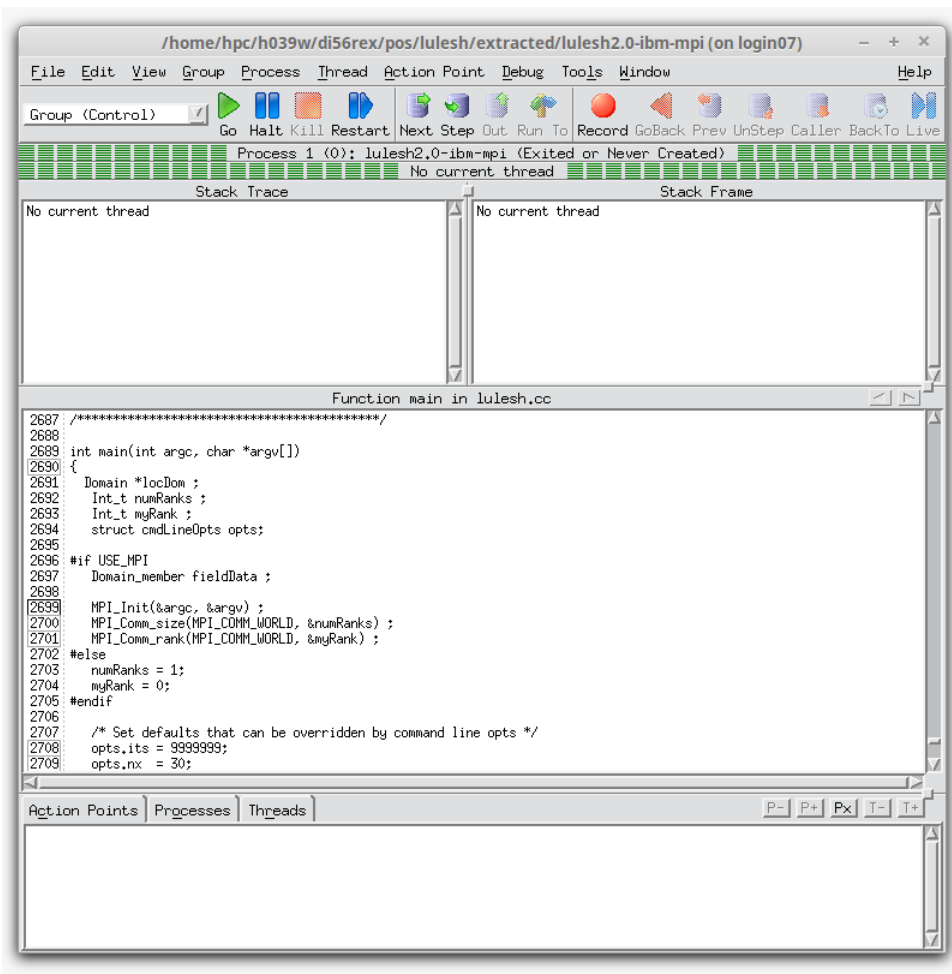 /home/hpc/h039w/di56rex/pos/lulesh/extracted/lulesh2.0-ibm-mpi (on login07)
File Edit View Group Process Thread Action Point Debug Tools Window Help
Group (Control)
Go Halt Kill Restart Next Step Out Run To Record GoBack Prev UnStep Caller BackTo Live
Process 1 (0): lulesh2.0-ibm-mpi (Exited or Never Created)
No current thread
Stack Trace Stack Frame
No current thread No current thread
Function main in lulesh.cc
2687 /******************************************/
2688
2689 int main(int argc, char *argv[])
2690 {
2691 Domain *locDom ;
2692 Int_t numRanks ;
2693 Int_t myRank ;
2694 struct cmdLineOpts opts;
2695
2696 #if USE_MPI
2697 Domain_member fieldData ;
2698
2699 MPI_Init(&argc, &argv) ;
2700 MPI_Comm_size(MPI_COMM_WORLD, &numRanks) ;
2701 MPI_Comm_rank(MPI_COMM_WORLD, &myRank) ;
2702 #else
2703 numRanks = 1;
2704 myRank = 0;
2705 #endif
2706
2707 /* Set defaults that can be overridden by command line opts */
2708 opts.its = 9999999;
2709 opts.nx = 30;
Action Points Processes Threads P- P+ Px T- T+